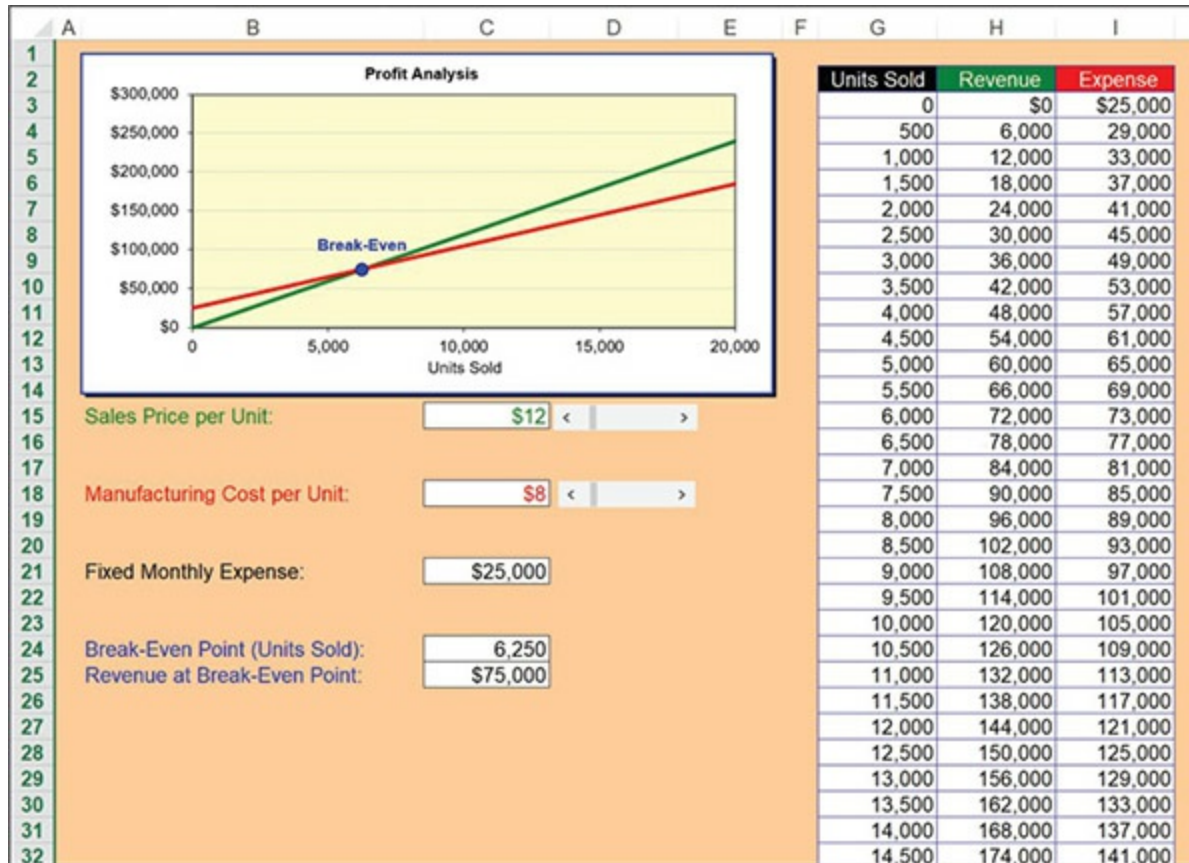 A B C D E F G H I
1
2 Units Sold Revenue Expense
3 0 $0 $25,000
4 500 6,000 29,000
5 1,000 12,000 33,000
6 1,500 18,000 37,000
7 2,000 24,000 41,000
8 2,500 30,000 45,000
9 3,000 36,000 49,000
10 3,500 42,000 53,000
11 4,000 48,000 57,000
12 4,500 54,000 61,000
13 5,000 60,000 65,000
14 5,500 66,000 69,000
Profit Analysis
$300,000
$250,000
$200,000
$150,000
$100,000
$50,000
$0
Break-Even
0 5,000 10,000 15,000 20,000
Units Sold
15 Sales Price per Unit: $12 < > 6,000 72,000 73,000
16 6,500 78,000 77,000
17 7,000 84,000 81,000
18 Manufacturing Cost per Unit: $8 < > 7,500 90,000 85,000
19 8,000 96,000 89,000
20 8,500 102,000 93,000
21 Fixed Monthly Expense: $25,000 9,000 108,000 97,000
22 9,500 114,000 101,000
23 10,000 120,000 105,000
24 Break-Even Point (Units Sold): 6,250 10,500 126,000 109,000
25 Revenue at Break-Even Point: $75,000 11,000 132,000 113,000
26 11,500 138,000 117,000
27 12,000 144,000 121,000
28 12,500 150,000 125,000
29 13,000 156,000 129,000
30 13,500 162,000 133,000
31 14,000 168,000 137,000
32 14,500 174,000 141,000